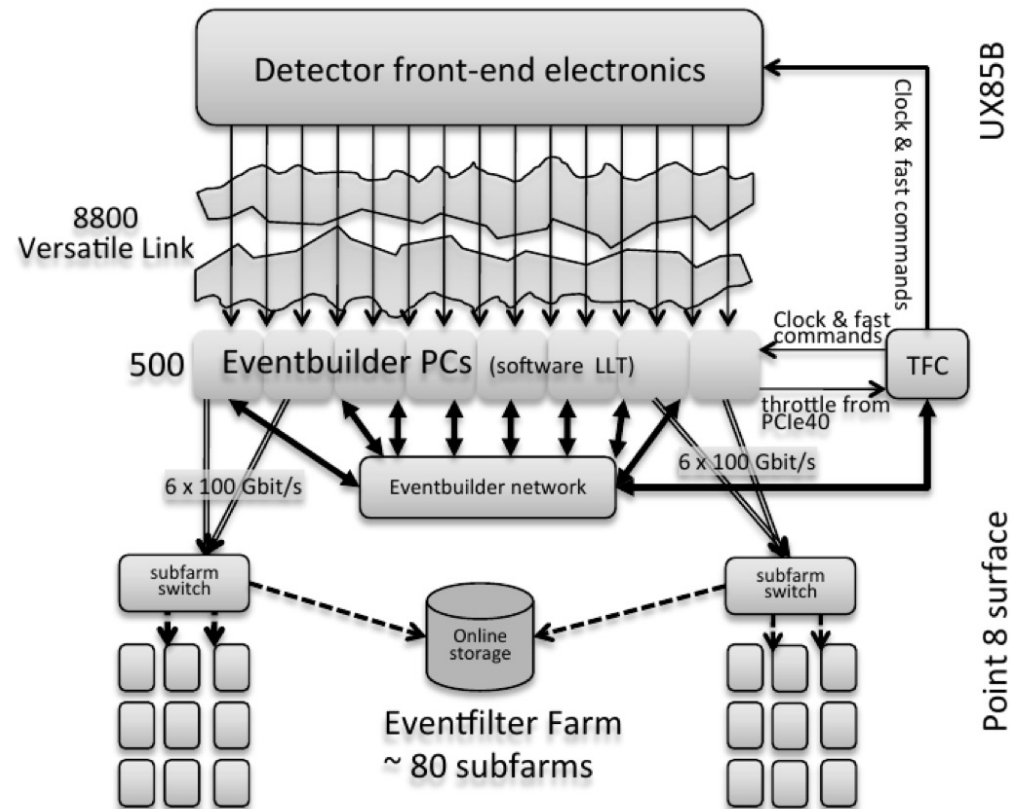 Detector front-end electronics
UX85B
Clock & fast commands
8800
Versatile Link
Clock & fast
commands
500
Eventbuilder PCs (software LLT)
TFC
throttle from
PCIe40
6 x 100 Gbit/s
6 x 100 Gbit/s
Eventbuilder network
Point 8 surface
subfarm
switch
subfarm
switch
Online
storage
Eventfilter Farm
~ 80 subfarms